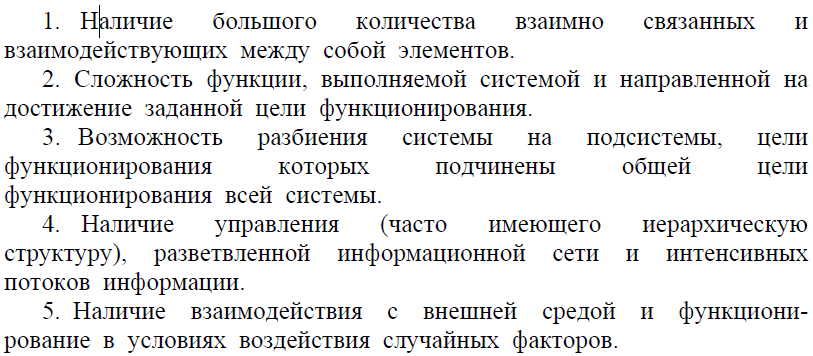 1. Наличие большого количества взаимно связанных и
взаимодействующих между собой элементов.
2. Сложность функции, выполняемой системой и направленной на
достижение заданной цели функционирования.
3. Возможность разбиения системы на подсистемы, цели
функционирования которых подчинены общей цели
функционирования всей системы.
4. Наличие управления (часто имеющего иерархическую
структуру), разветвленной информационной сети и интенсивных
потоков информации.
5. Наличие взаимодействия с внешней средой и функциони-
рование в условиях воздействия случайных факторов.